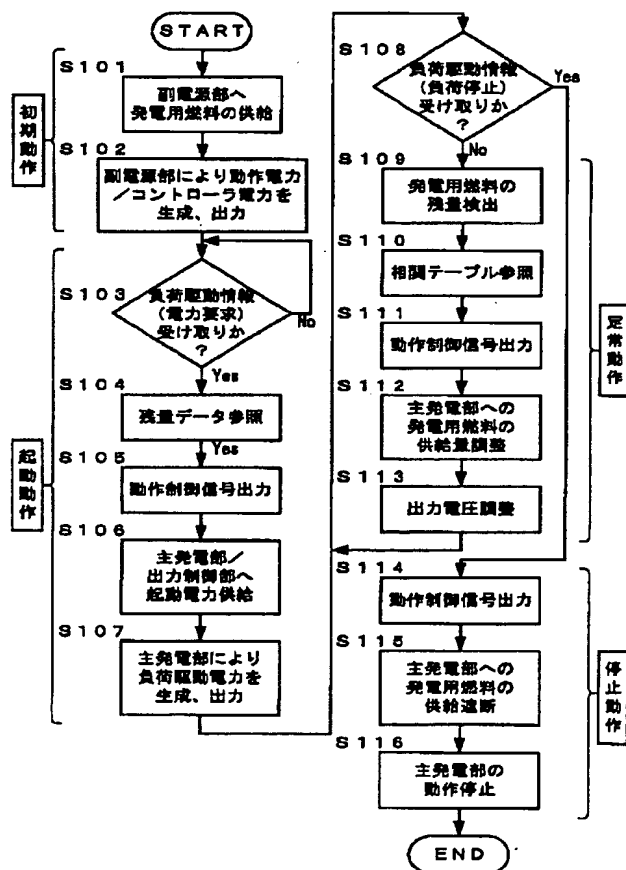 START
S101
副電源部へ
発電用燃料の供給
初期動作
S102
副電源部により動作電力
／コントローラ電力を
生成、出力
S103
負荷駆動情報
(電力要求)
受け取りか
？
No
Yes
S104
残量データ参照
Yes
起動動作
S105
動作制御信号出力
S106
主発電部／
出力制御部へ
起動電力供給
S107
主発電部により
負荷駆動電力を
生成、出力
S108
負荷駆動情報
(負荷停止)
受け取りか
？
Yes
No
S109
発電用燃料の
残量検出
S110
相関テーブル参照
S111
動作制御信号出力
定常動作
S112
主発電部への
発電用燃料の
供給量調整
S113
出力電圧調整
S114
動作制御信号出力
S115
主発電部への
発電用燃料の
供給遮断
停止動作
S116
主発電部の
動作停止
END